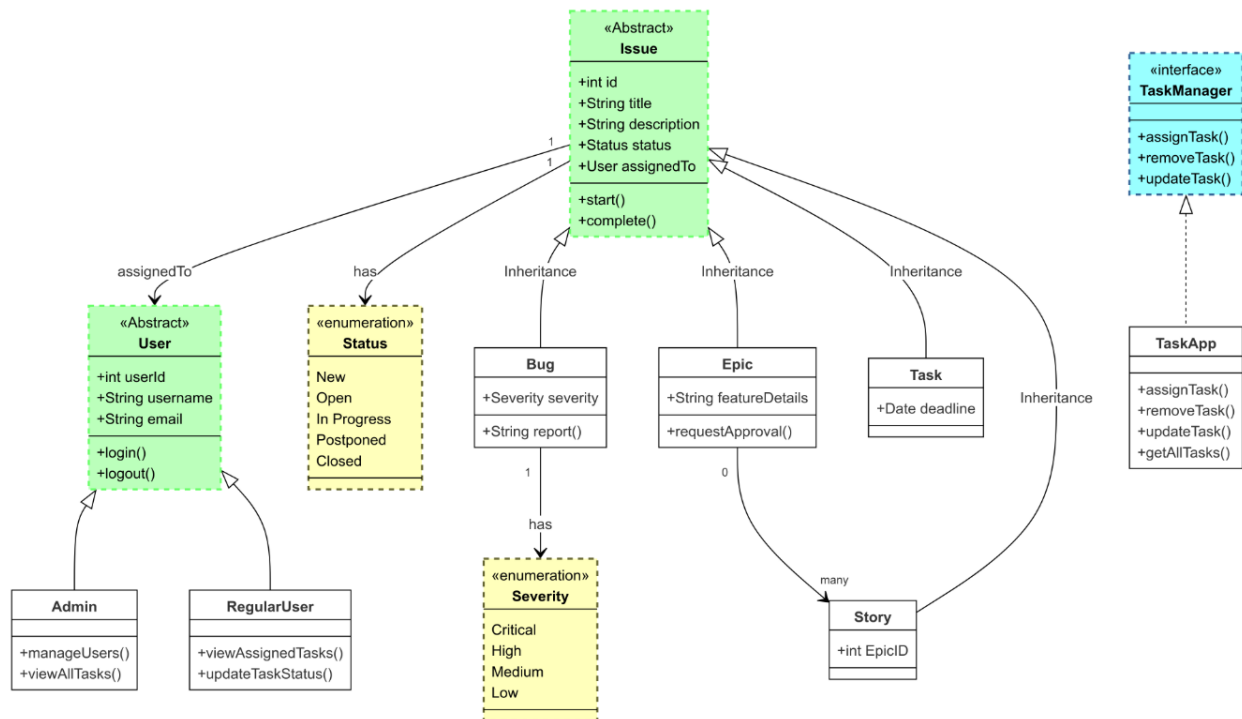 «Abstract»
Issue
+int id
+String title
+String description
+Status status
+User assignedTo
+start()
+complete()
«interface»
TaskManager
+assignTask()
+removeTask()
+updateTask()
1
1
assignedTo
has
Inheritance
Inheritance
Inheritance
Inheritance
«Abstract»
User
+int userId
+String username
+String email
+login()
+logout()
«enumeration»
Status
New
Open
In Progress
Postponed
Closed
Bug
+Severity severity
+String report()
Epic
+String featureDetails
+requestApproval()
Task
+Date deadline
TaskApp
+assignTask()
+removeTask()
+updateTask()
+getAllTasks()
1
has
0
many
Admin
+manageUsers()
+viewAllTasks()
RegularUser
+viewAssignedTasks()
+updateTaskStatus()
«enumeration»
Severity
Critical
High
Medium
Low
Story
+int EpicID